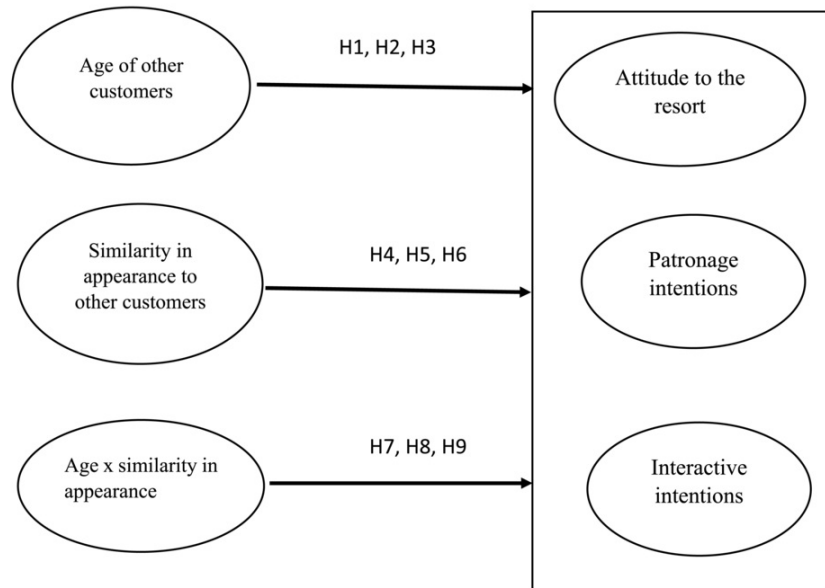 Age of other
customers
H1, H2, H3
Attitude to the
resort
Similarity in
appearance to
other customers
H4, H5, H6
Patronage
intentions
Age x similarity in
appearance
H7, H8, H9
Interactive
intentions